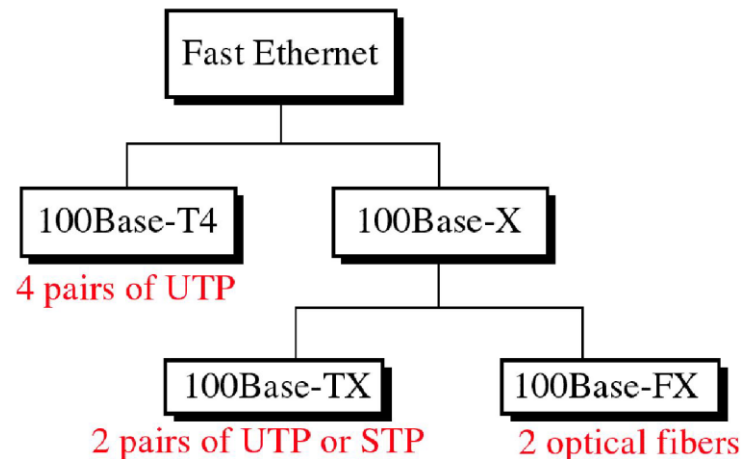 Fast Ethernet
100Base-T4
100Base-X
4 pairs of UTP
100Base-TX
100Base-FX
2 pairs of UTP or STP
2 optical fibers